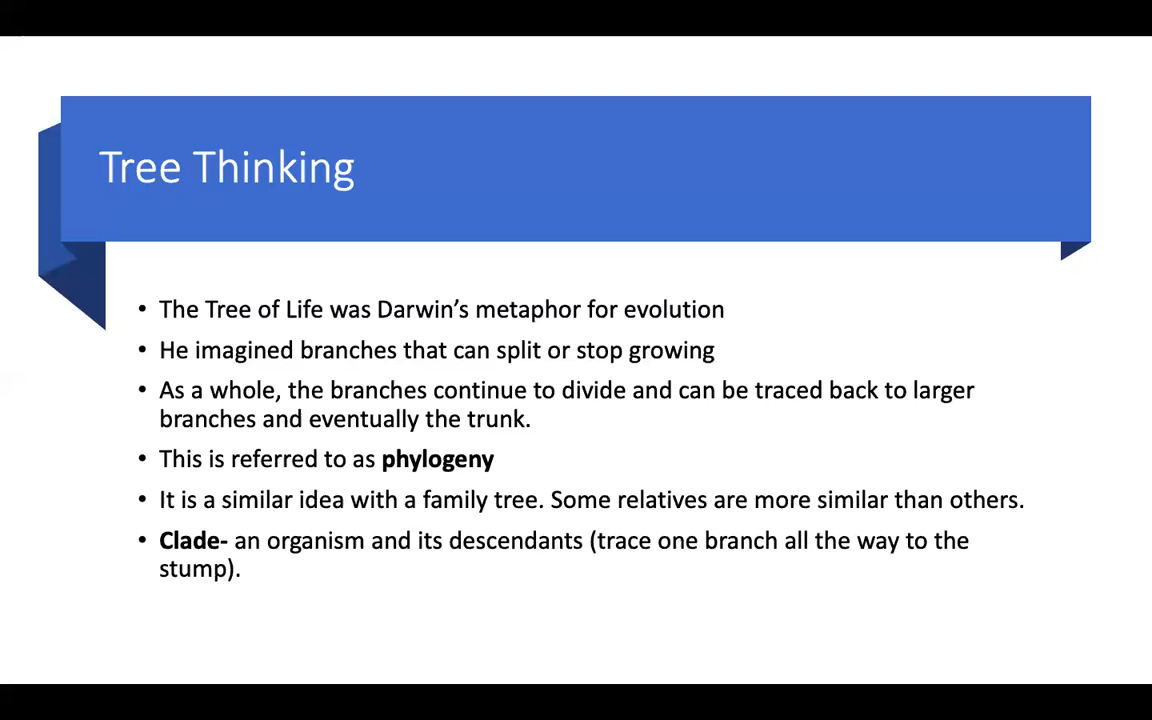 Tree Thinking
• The Tree of Life was Darwin’s metaphor for evolution
• He imagined branches that can split or stop growing
• As a whole, the branches continue to divide and can be traced back to larger
branches and eventually the trunk.
• This is referred to as phylogeny
• It is a similar idea with a family tree. Some relatives are more similar than others.
• Clade- an organism and its descendants (trace one branch all the way to the
stump).